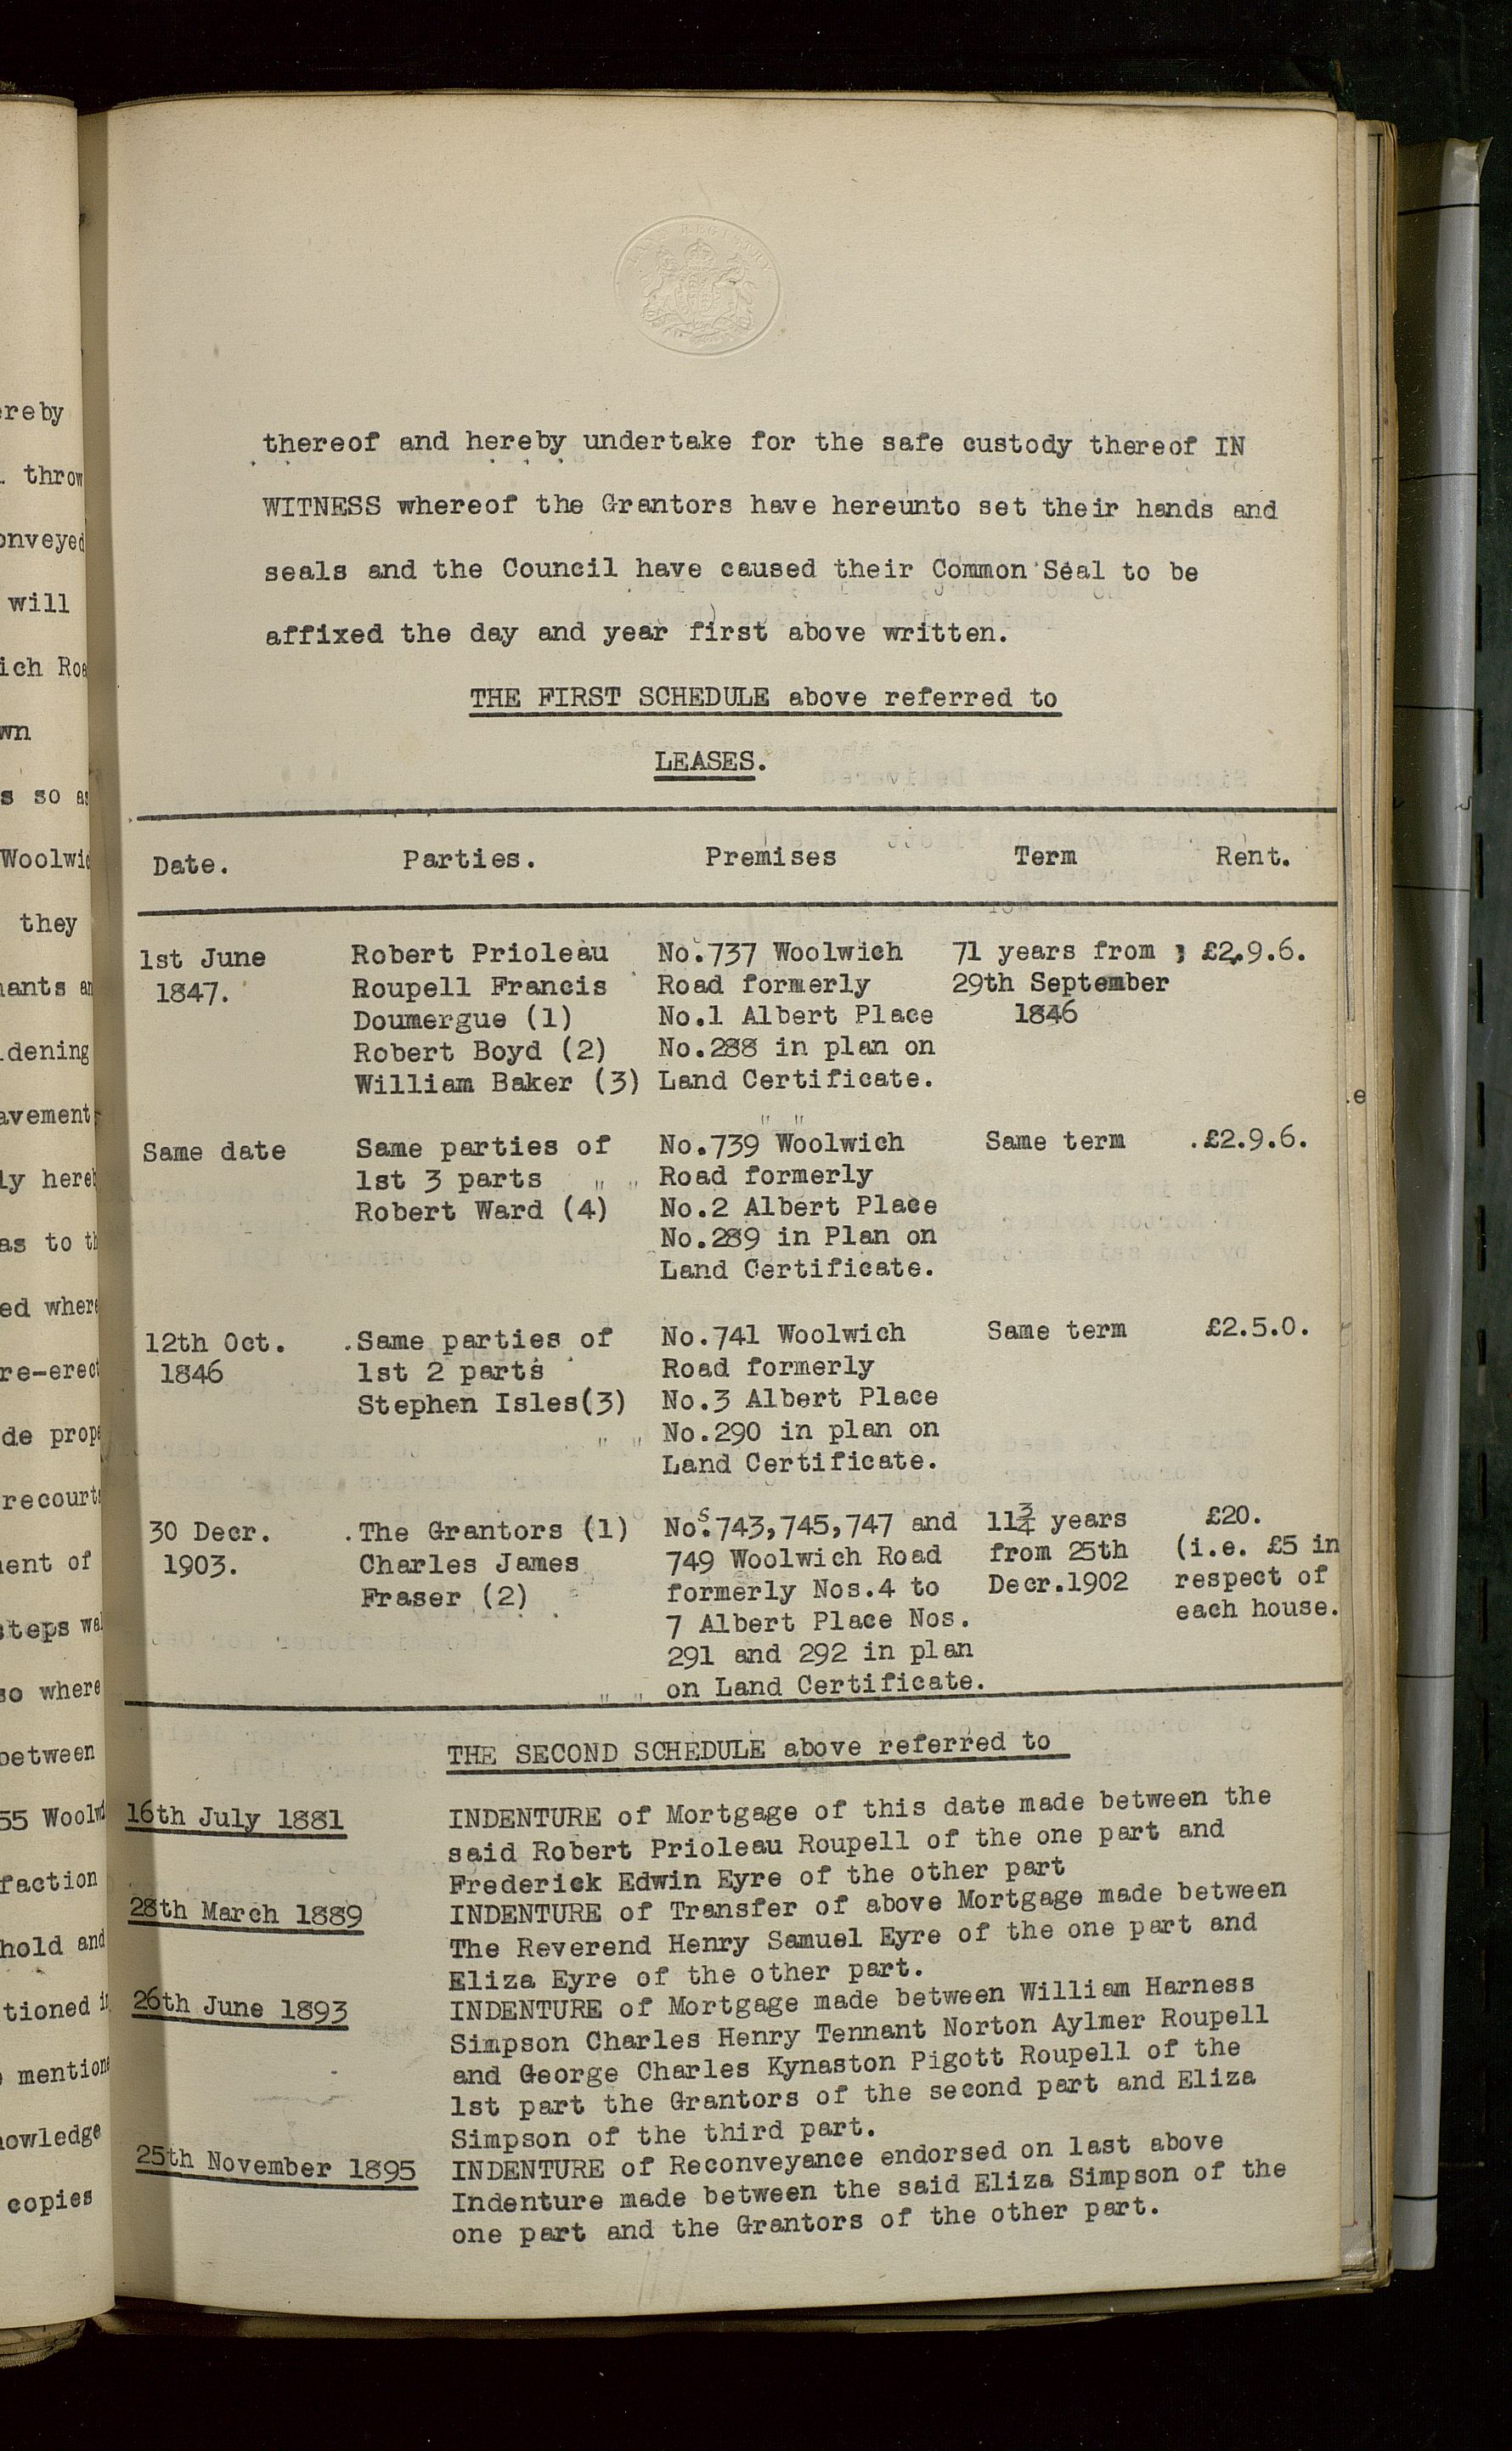 LAND REGISTRY
thereof and hereby undertake for the safe custody thereof IN
WITNESS whereof the Grantors have hereunto set their hands and
seals and the Council have caused their Common Seal to be
affixed the day and year first above written.
THE FIRST SCHEDULE above referred to
LEASES.
Date. Parties. Premises Term Rent.
1st June Robert Prioleau No.737 Woolwich 71 years from ; £2.9.6.
1847. Roupell Francis Road formerly 29th September
Doumergue (1) No.1 Albert Place 1846
Robert Boyd (2) No.288 in plan on
William Baker (3) Land Certificate.
Same date Same parties of No.739 Woolwich Same term .£2.9.6.
1st 3 parts " " Road formerly
Robert Ward (4) No.2 Albert Place
No.289 in Plan on
Land Certificate.
12th Oct. .Same parties of No.741 Woolwich Same term £2.5.0.
1846 1st 2 parts Road formerly
Stephen Isles(3) No.3 Albert Place
" " No.290 in plan on
Land Certificate.
30 Decr. .The Grantors (1) Nos.743,745,747 and 11¾ years £20.
1903. Charles James 749 Woolwich Road from 25th (i.e. £5 in
Fraser (2) formerly Nos.4 to Decr.1902 respect of
7 Albert Place Nos. each house.
291 and 292 in plan
" " on Land Certificate.
THE SECOND SCHEDULE above referred to
16th July 1881 INDENTURE of Mortgage of this date made between the
said Robert Prioleau Roupell of the one part and
Frederick Edwin Eyre of the other part
28th March 1889 INDENTURE of Transfer of above Mortgage made between
The Reverend Henry Samuel Eyre of the one part and
Eliza Eyre of the other part.
26th June 1893 INDENTURE of Mortgage made between William Harness
Simpson Charles Henry Tennant Norton Aylmer Roupell
and George Charles Kynaston Pigott Roupell of the
1st part the Grantors of the second part and Eliza
Simpson of the third part.
25th November 1895 INDENTURE of Reconveyance endorsed on last above
Indenture made between the said Eliza Simpson of the
one part and the Grantors of the other part.